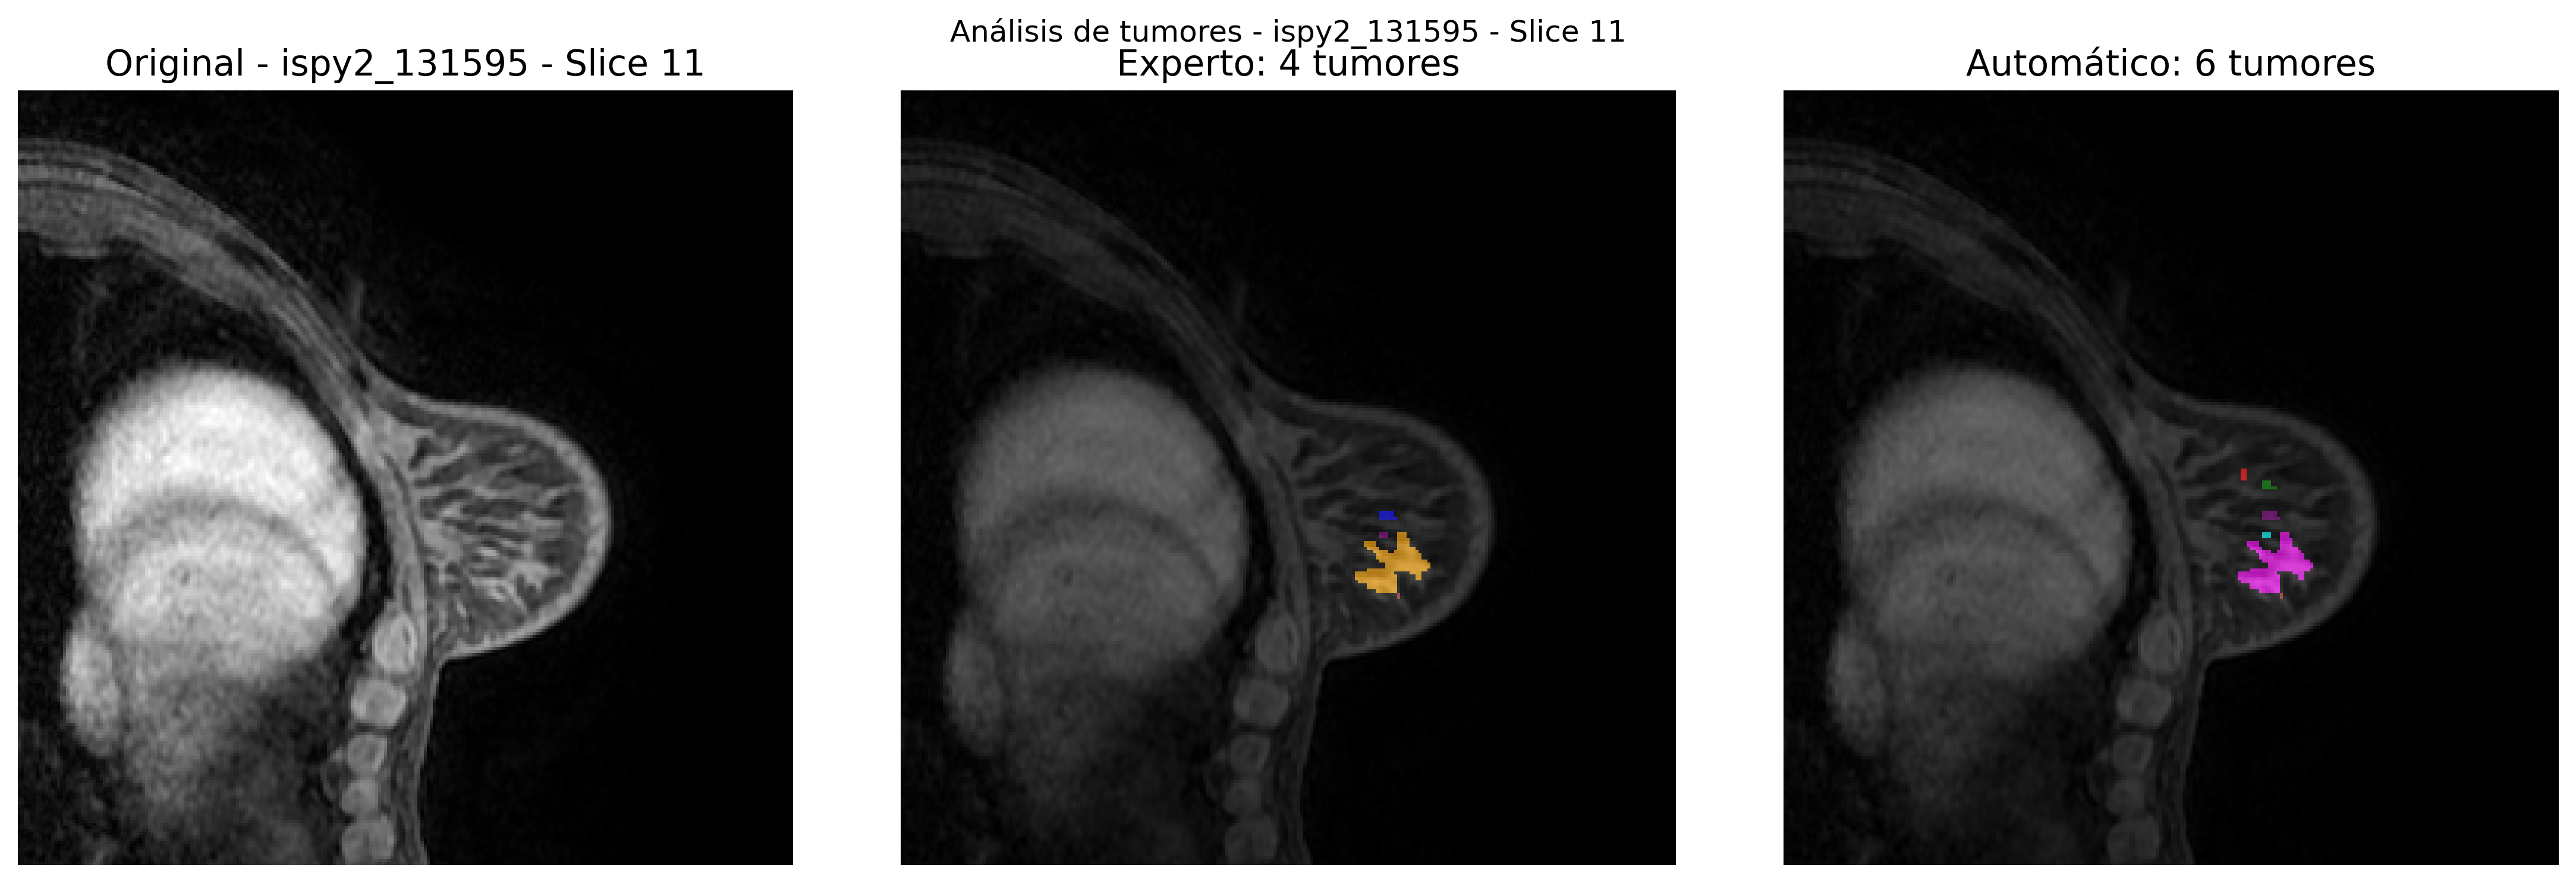 Análisis de tumores - ispy2_131595 - Slice 11
Original - ispy2_131595 - Slice 11
Experto: 4 tumores
Automático: 6 tumores